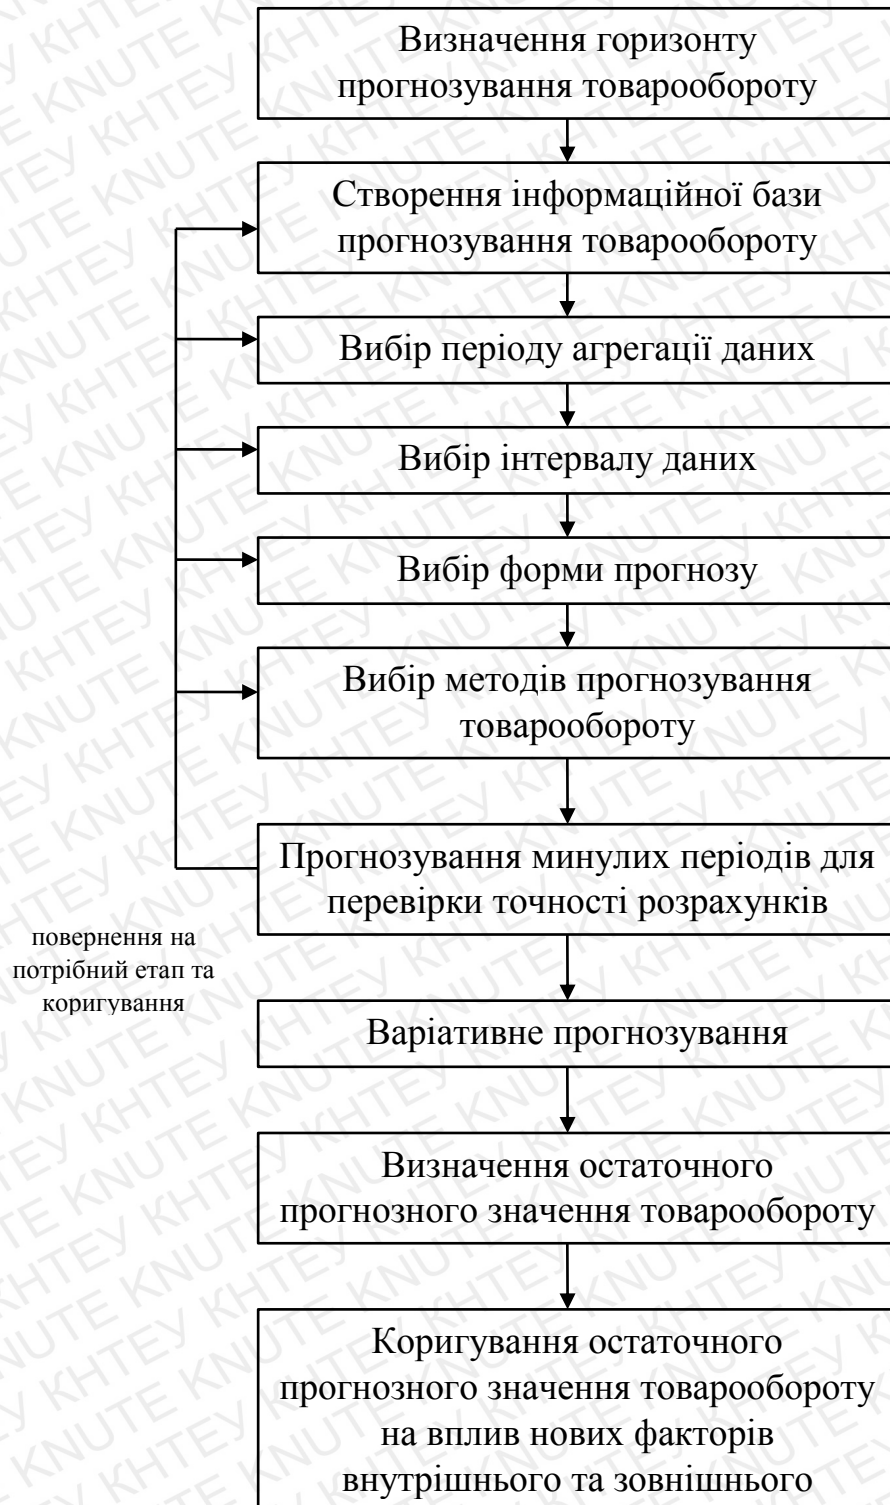 Визначення горизонту
прогнозування товарообороту
Створення інформаційної бази
прогнозування товарообороту
Вибір періоду агрегації даних
Вибір інтервалу даних
Вибір форми прогнозу
Вибір методів прогнозування
товарообороту
Прогнозування минулих періодів для
перевірки точності розрахунків
повернення на
потрібний етап та
коригування
Варіативне прогнозування
Визначення остаточного
прогнозного значення товарообороту
Коригування остаточного
прогнозного значення товарообороту
на вплив нових факторів
внутрішнього та зовнішнього